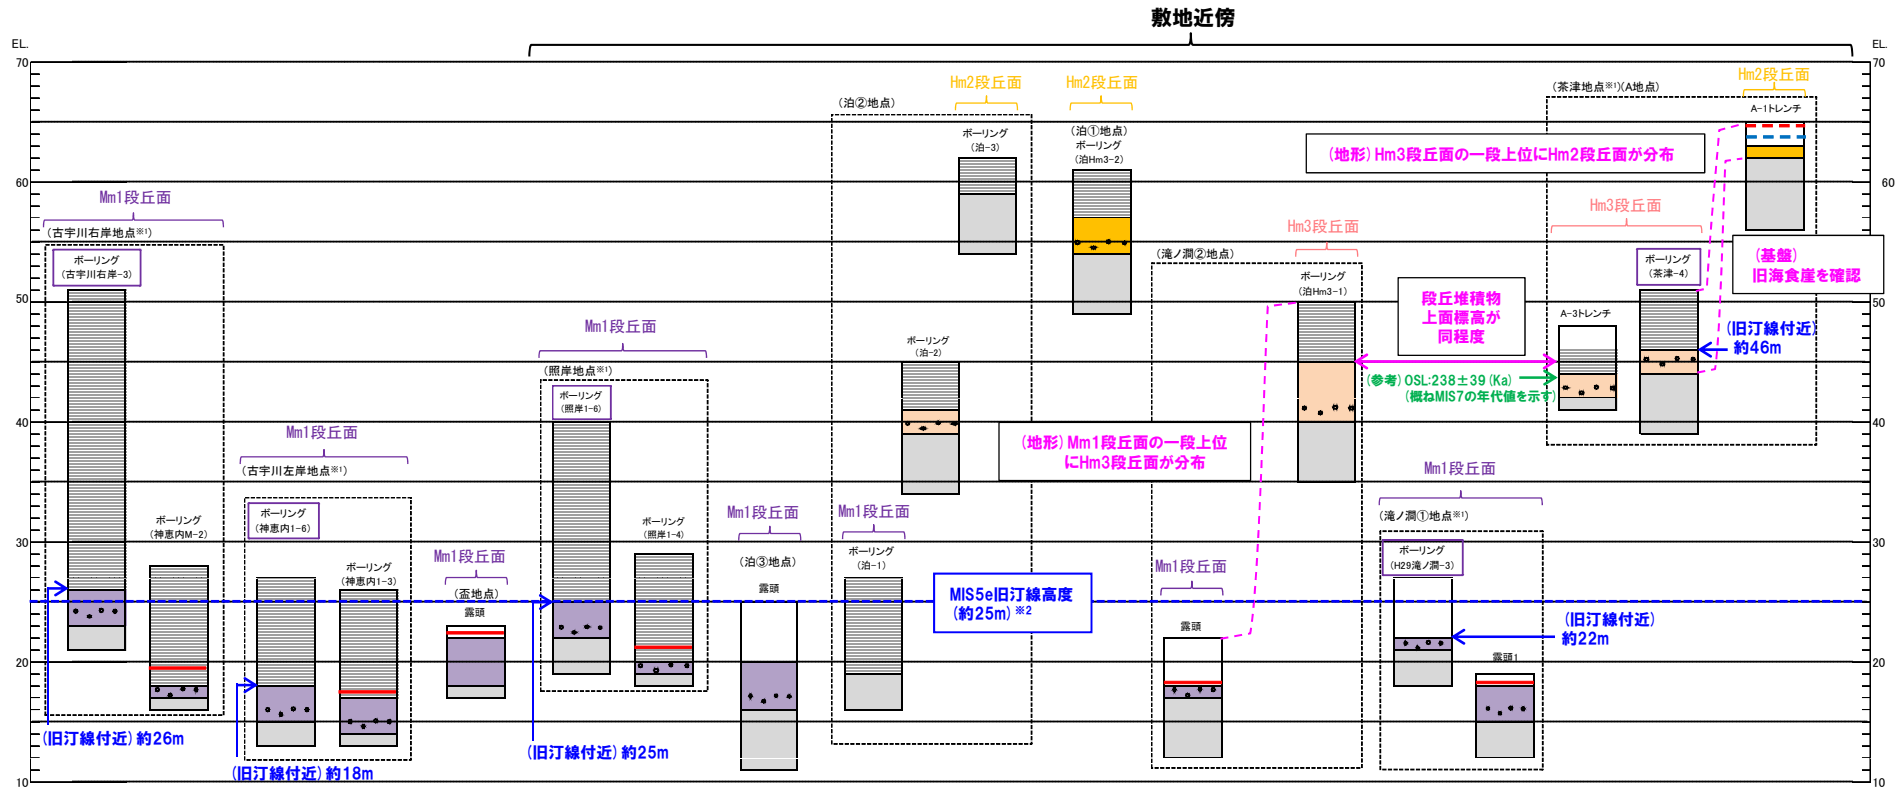 敷地近傍
EL.
EL.
70
60
50
40
30
20
10
70
60
50
40
30
20
10
Mm1段丘面
(古宇川右岸地点※1)
ボーリング
(古宇川右岸-3)
ボーリング
(神恵内M-2)
(旧汀線付近) 約26m
Mm1段丘面
(古宇川左岸地点※1)
ボーリング
(神恵内1-6)
ボーリング
(神恵内1-3)
(旧汀線付近) 約18m
Mm1段丘面
(盃地点)
露頭
Mm1段丘面
(照岸地点※1)
ボーリング
(照岸1-6)
ボーリング
(照岸1-4)
(旧汀線付近) 約25m
Mm1段丘面
(泊③地点)
露頭
(泊②地点)
Hm2段丘面
ボーリング
(泊-3)
ボーリング
(泊-2)
Mm1段丘面
ボーリング
(泊-1)
Hm2段丘面
(泊①地点)
ボーリング
(泊Hm3-2)
MIS5e旧汀線高度
(約25m)※2
(地形)Mm1段丘面の一段上位
にHm3段丘面が分布
(滝ノ澗②地点)
Hm3段丘面
ボーリング
(泊Hm3-1)
Mm1段丘面
露頭
(地形)Hm3段丘面の一段上位にHm2段丘面が分布
段丘堆積物
上面標高が
同程度
(参考)OSL:238±39(Ka)
(概ねMIS7の年代値を示す)
Mm1段丘面
(滝ノ澗①地点※1)
ボーリング
(H29滝ノ澗-3)
露頭1
(旧汀線付近)
約22m
(茶津地点※1)(A地点)
Hm2段丘面
A-1トレンチ
Hm3段丘面
A-3トレンチ
ボーリング
(茶津-4)
(基盤)
旧海食崖を確認
(旧汀線付近)
約46m